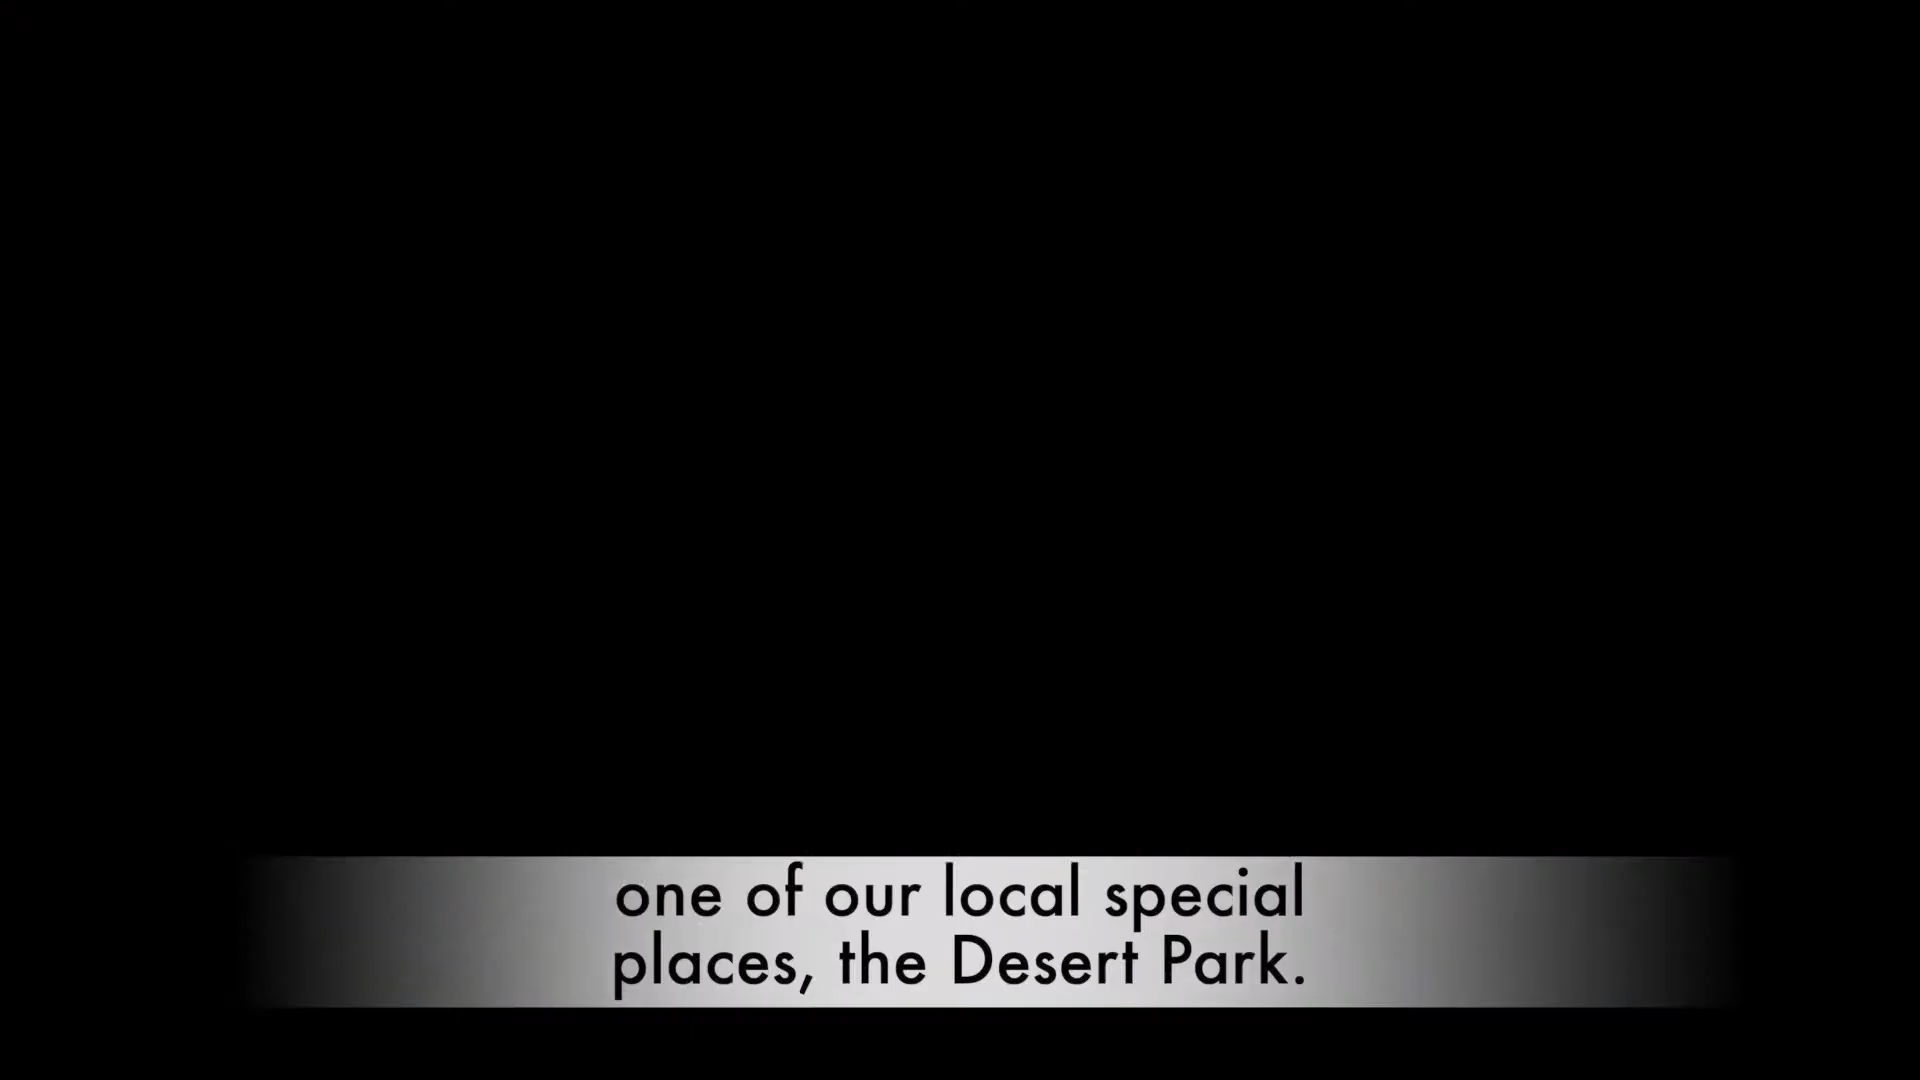 one of our local special
places, the Desert Park.